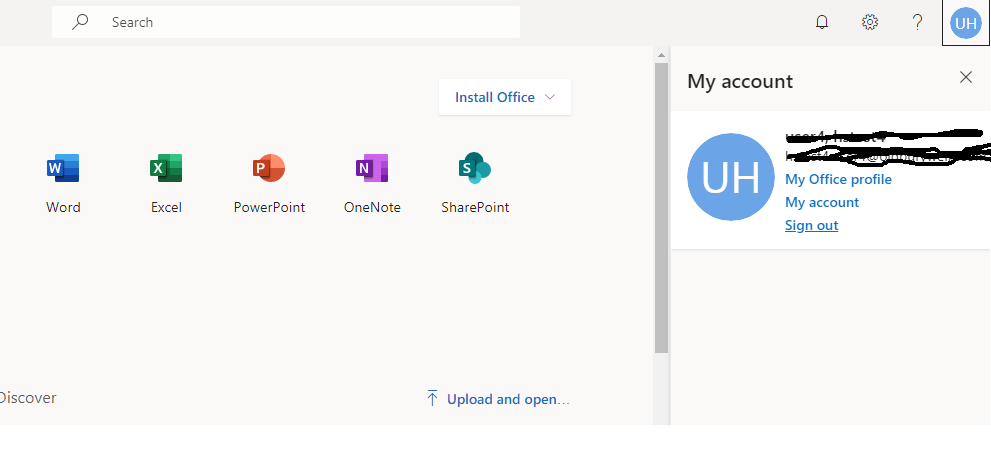 Search
?
UH
My account
Install Office
UH
My Office profile
My account
Sign out
W
X
P
N
S
Word
Excel
PowerPoint
OneNote
SharePoint
Discover
Upload and open...